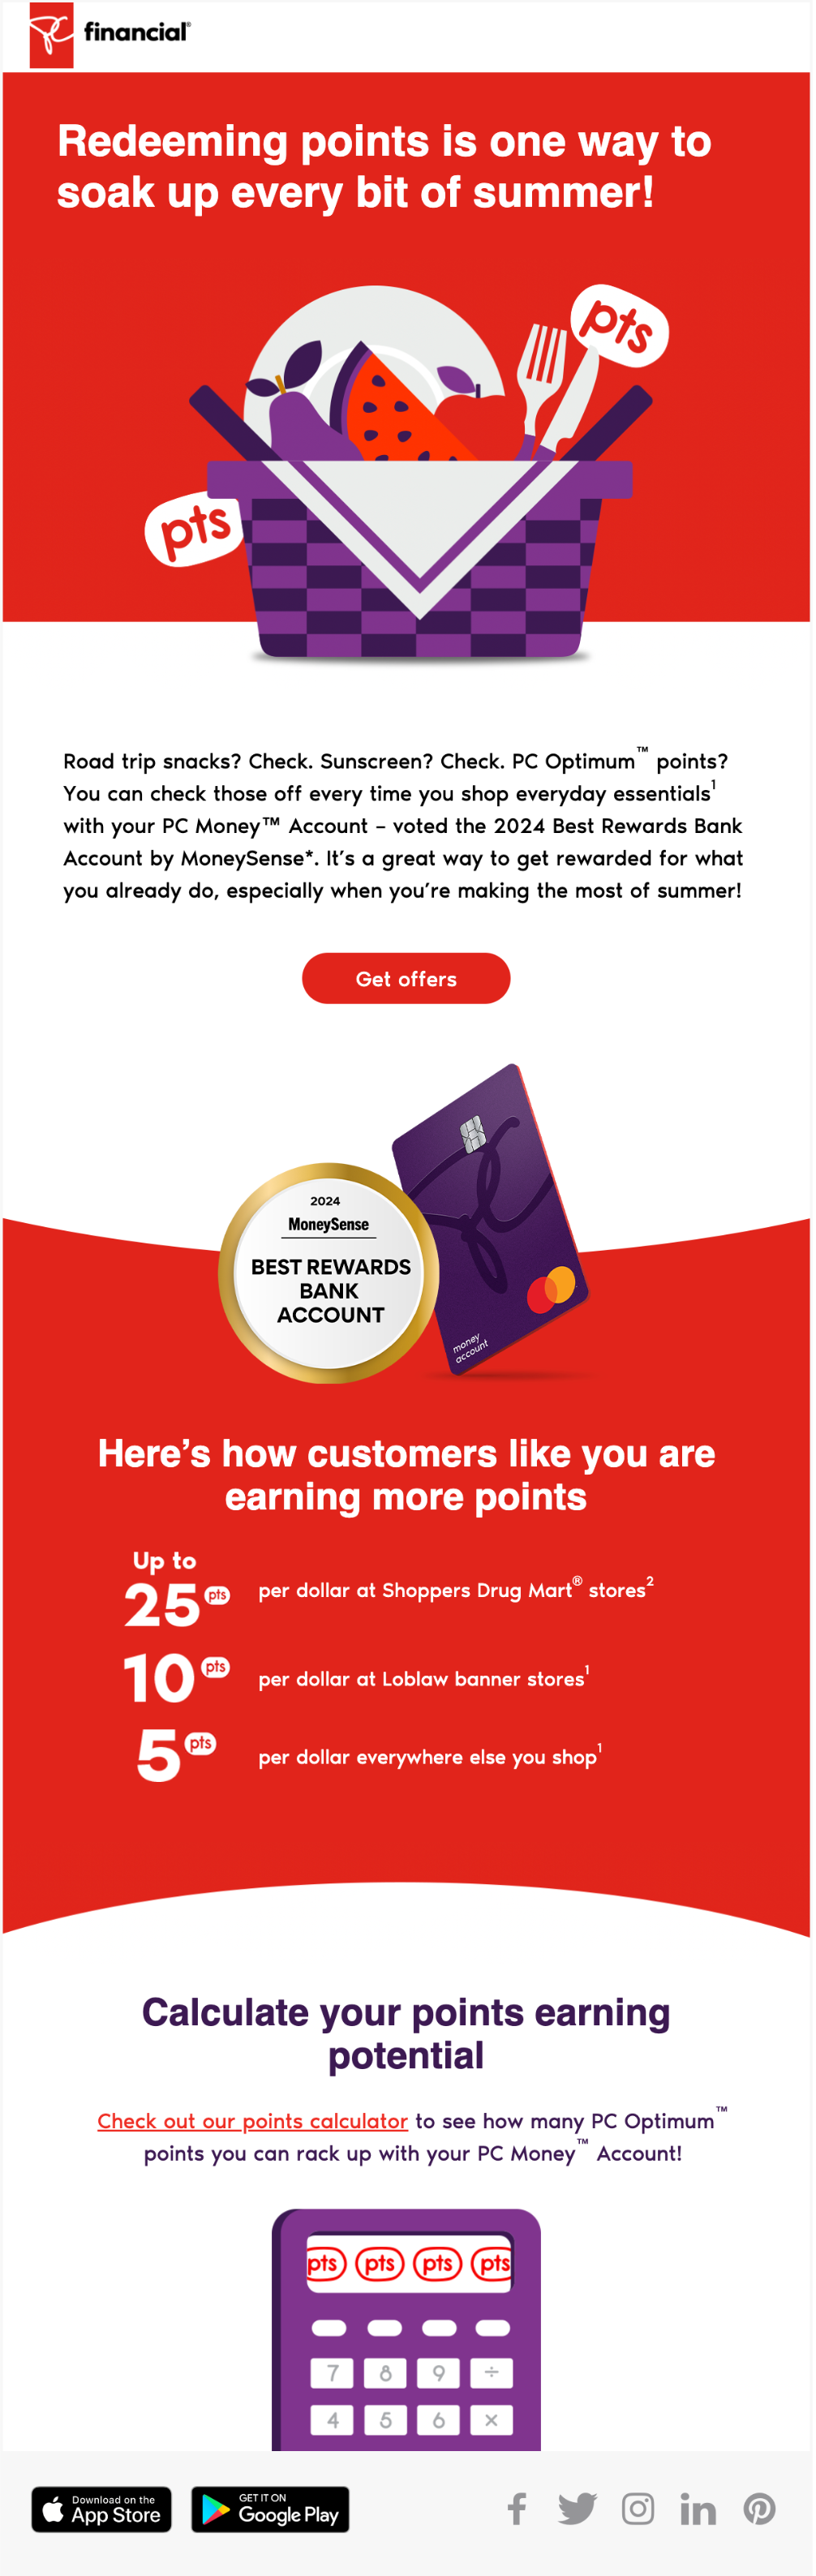 financial®
Redeeming points is one way to
soak up every bit of summer!
pts
pts
Road trip snacks? Check. Sunscreen? Check. PC Optimum™ points?
You can check those off every time you shop everyday essentials¹
with your PC Money™ Account – voted the 2024 Best Rewards Bank
Account by MoneySense*. It’s a great way to get rewarded for what
you already do, especially when you’re making the most of summer!
Get offers
2024
MoneySense
BEST REWARDS
BANK
ACCOUNT
money
account
Here’s how customers like you are
earning more points
Up to
25 pts per dollar at Shoppers Drug Mart® stores²
10 pts per dollar at Loblaw banner stores¹
5 pts per dollar everywhere else you shop¹
Calculate your points earning
potential
Check out our points calculator to see how many PC Optimum™
points you can rack up with your PC Money™ Account!
pts pts pts pts
7 8 9 ÷
4 5 6 ×
Download on the
App Store
GET IT ON
Google Play